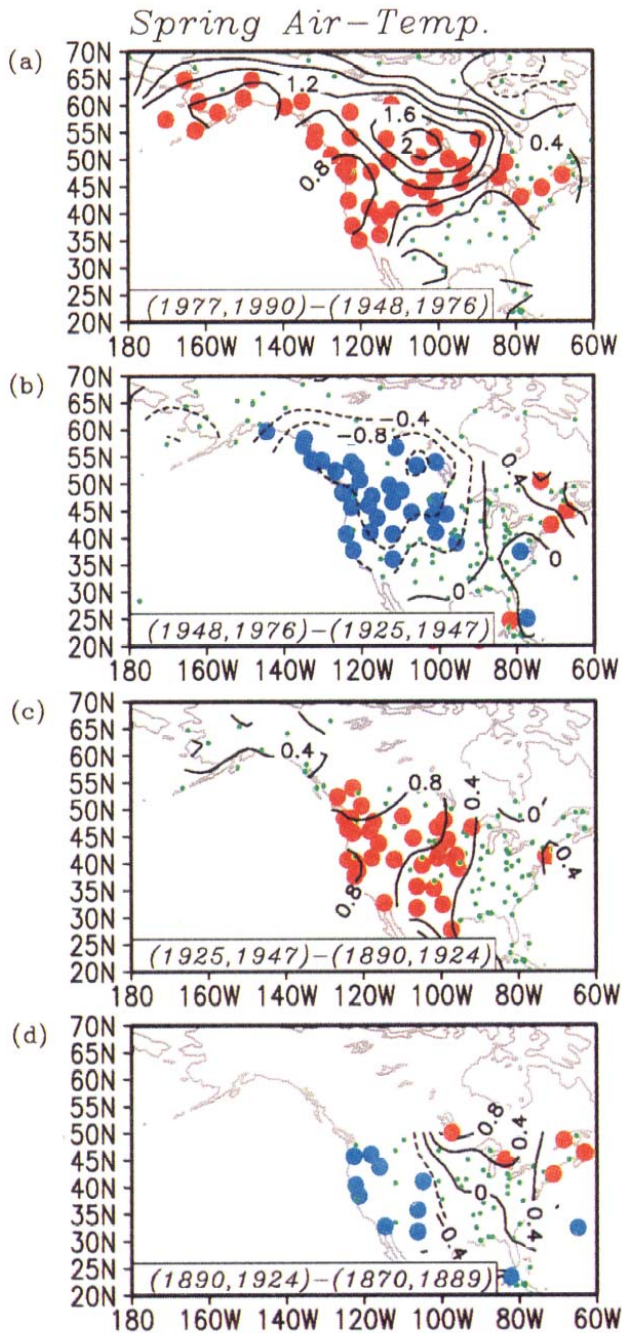 Spring Air-Temp.
(a)
70N
65N
60N
55N
50N
45N
40N
35N
30N
25N
20N
1.2
1.6
2
0.4
0.8
(1977,1990)-(1948,1976)
180 160W 140W 120W 100W 80W 60W
(b)
70N
65N
60N
55N
50N
45N
40N
35N
30N
25N
20N
-0.4
-0.8
0.4
0
0
(1948,1976)-(1925,1947)
180 160W 140W 120W 100W 80W 60W
(c)
70N
65N
60N
55N
50N
45N
40N
35N
30N
25N
20N
0.4
0.8
0.4
0
0.8
0.4
(1925,1947)-(1890,1924)
180 160W 140W 120W 100W 80W 60W
(d)
70N
65N
60N
55N
50N
45N
40N
35N
30N
25N
20N
0.8
0.4
0
0.4
0.4
(1890,1924)-(1870,1889)
180 160W 140W 120W 100W 80W 60W